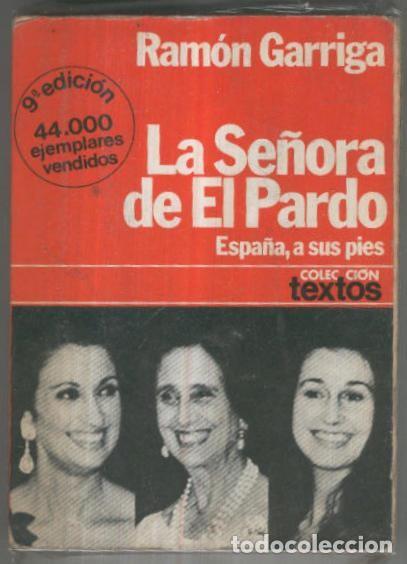 Ramón Garriga
9ª edición
44.000
ejemplares
vendidos
La Señora
de El Pardo
España, a sus pies
COLECCIÓN
textos
todocoleccion